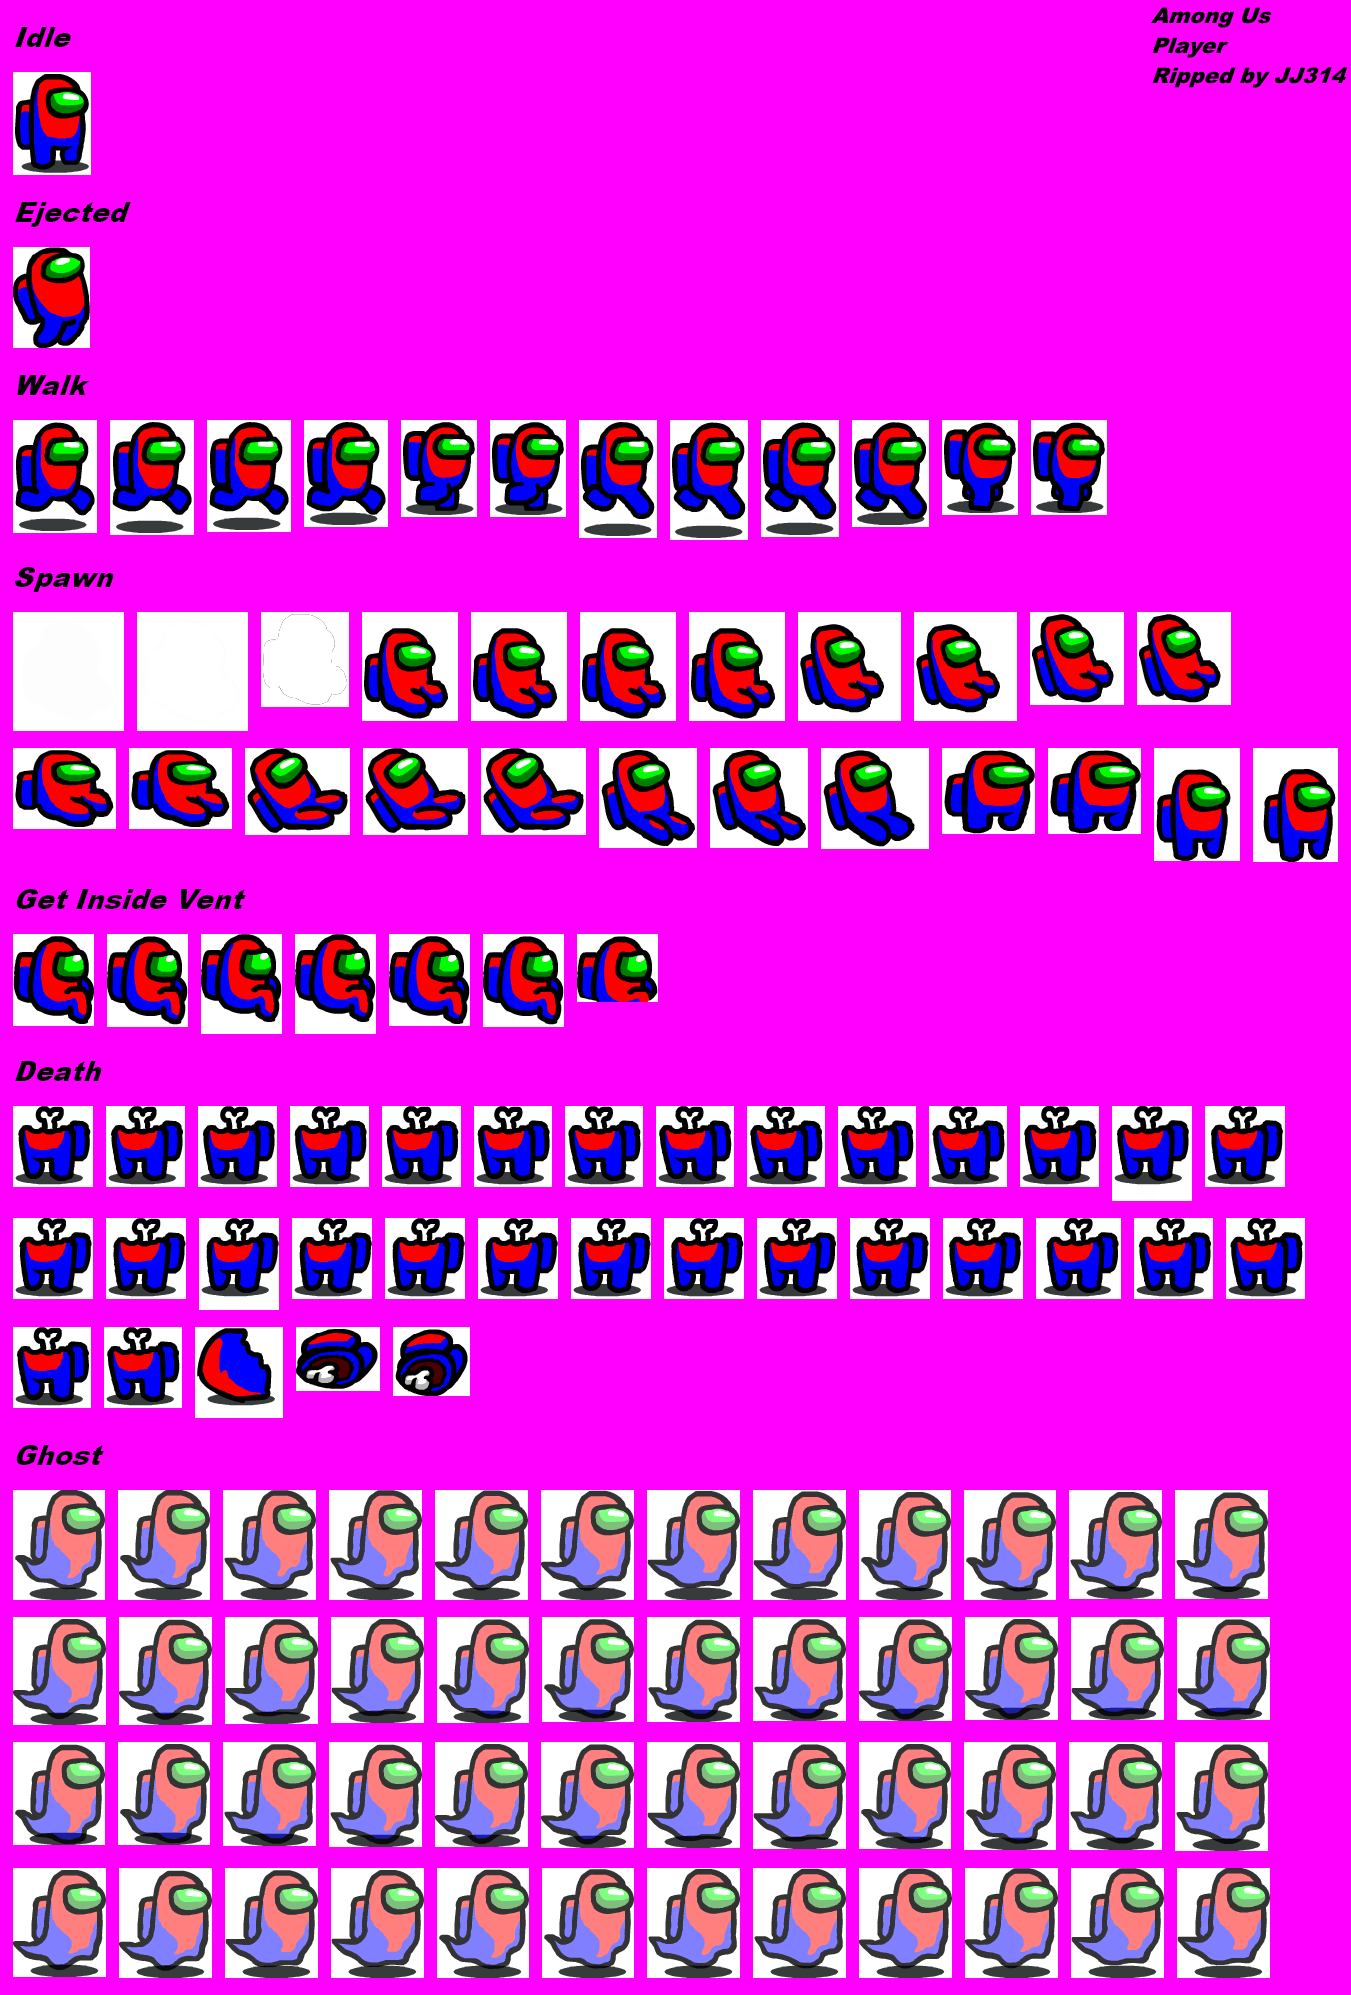 Among Us
Player
Ripped by JJ314
Idle
Ejected
Walk
Spawn
Get Inside Vent
Death
Ghost